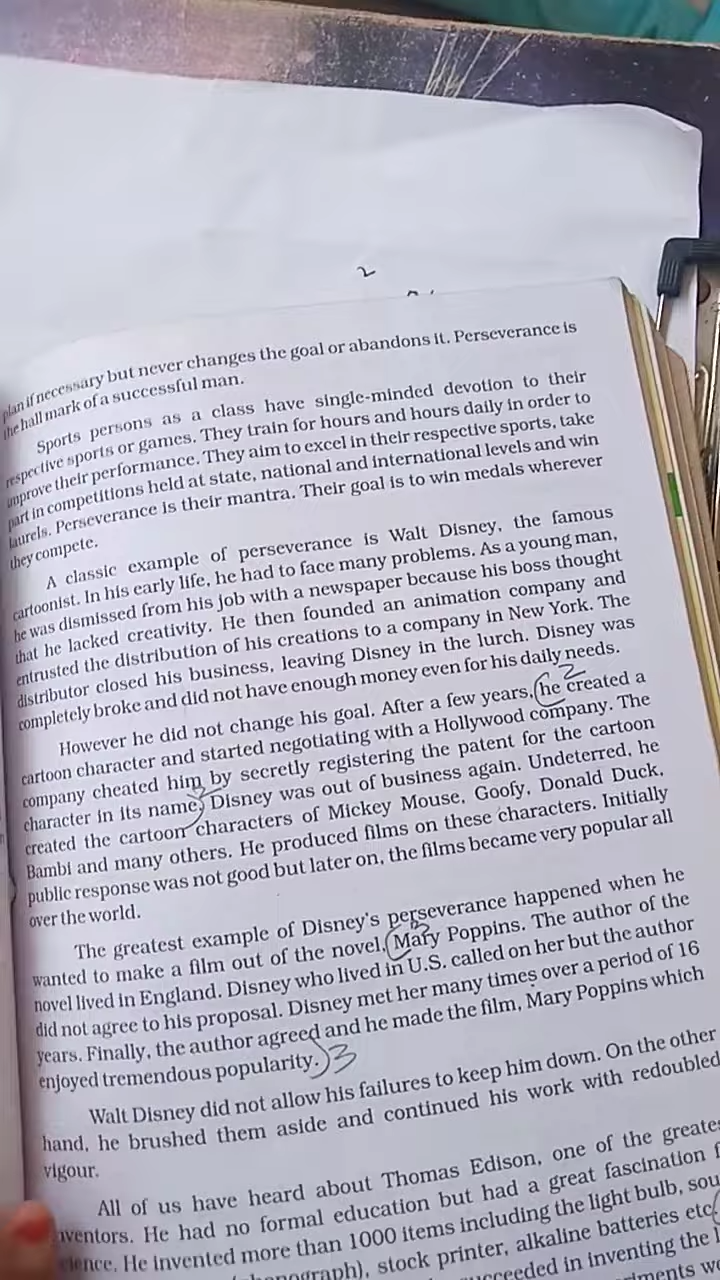 2
plan if necessary but never changes the goal or abandons it. Perseverance is
the hall mark of a successful man.
Sports persons as a class have single-minded devotion to their
respective sports or games. They train for hours and hours daily in order to
improve their performance. They aim to excel in their respective sports, take
part in competitions held at state, national and international levels and win
laurels. Perseverance is their mantra. Their goal is to win medals wherever
they compete.
A classic example of perseverance is Walt Disney, the famous
cartoonist. In his early life, he had to face many problems. As a young man,
he was dismissed from his job with a newspaper because his boss thought
that he lacked creativity. He then founded an animation company and
entrusted the distribution of his creations to a company in New York. The
distributor closed his business, leaving Disney in the lurch. Disney was
completely broke and did not have enough money even for his daily needs.
2
However he did not change his goal. After a few years, (he created a
cartoon character and started negotiating with a Hollywood company. The
company cheated him by secretly registering the patent for the cartoon
character in its name) Disney was out of business again. Undeterred, he
created the cartoon characters of Mickey Mouse, Goofy, Donald Duck,
Bambi and many others. He produced films on these characters. Initially
public response was not good but later on, the films became very popular all
over the world.
The greatest example of Disney's perseverance happened when he
wanted to make a film out of the novel, (Mary Poppins. The author of the
novel lived in England. Disney who lived in U.S. called on her but the author
did not agree to his proposal. Disney met her many times over a period of 16
years. Finally, the author agreed and he made the film, Mary Poppins which
enjoyed tremendous popularity.) 3
Walt Disney did not allow his failures to keep him down. On the other
hand, he brushed them aside and continued his work with redoubled
vigour.
All of us have heard about Thomas Edison, one of the greates
inventors. He had no formal education but had a great fascination f
cience. He invented more than 1000 items including the light bulb, sou
stock printer, alkaline batteries etc.
ucceeded in inventing the l